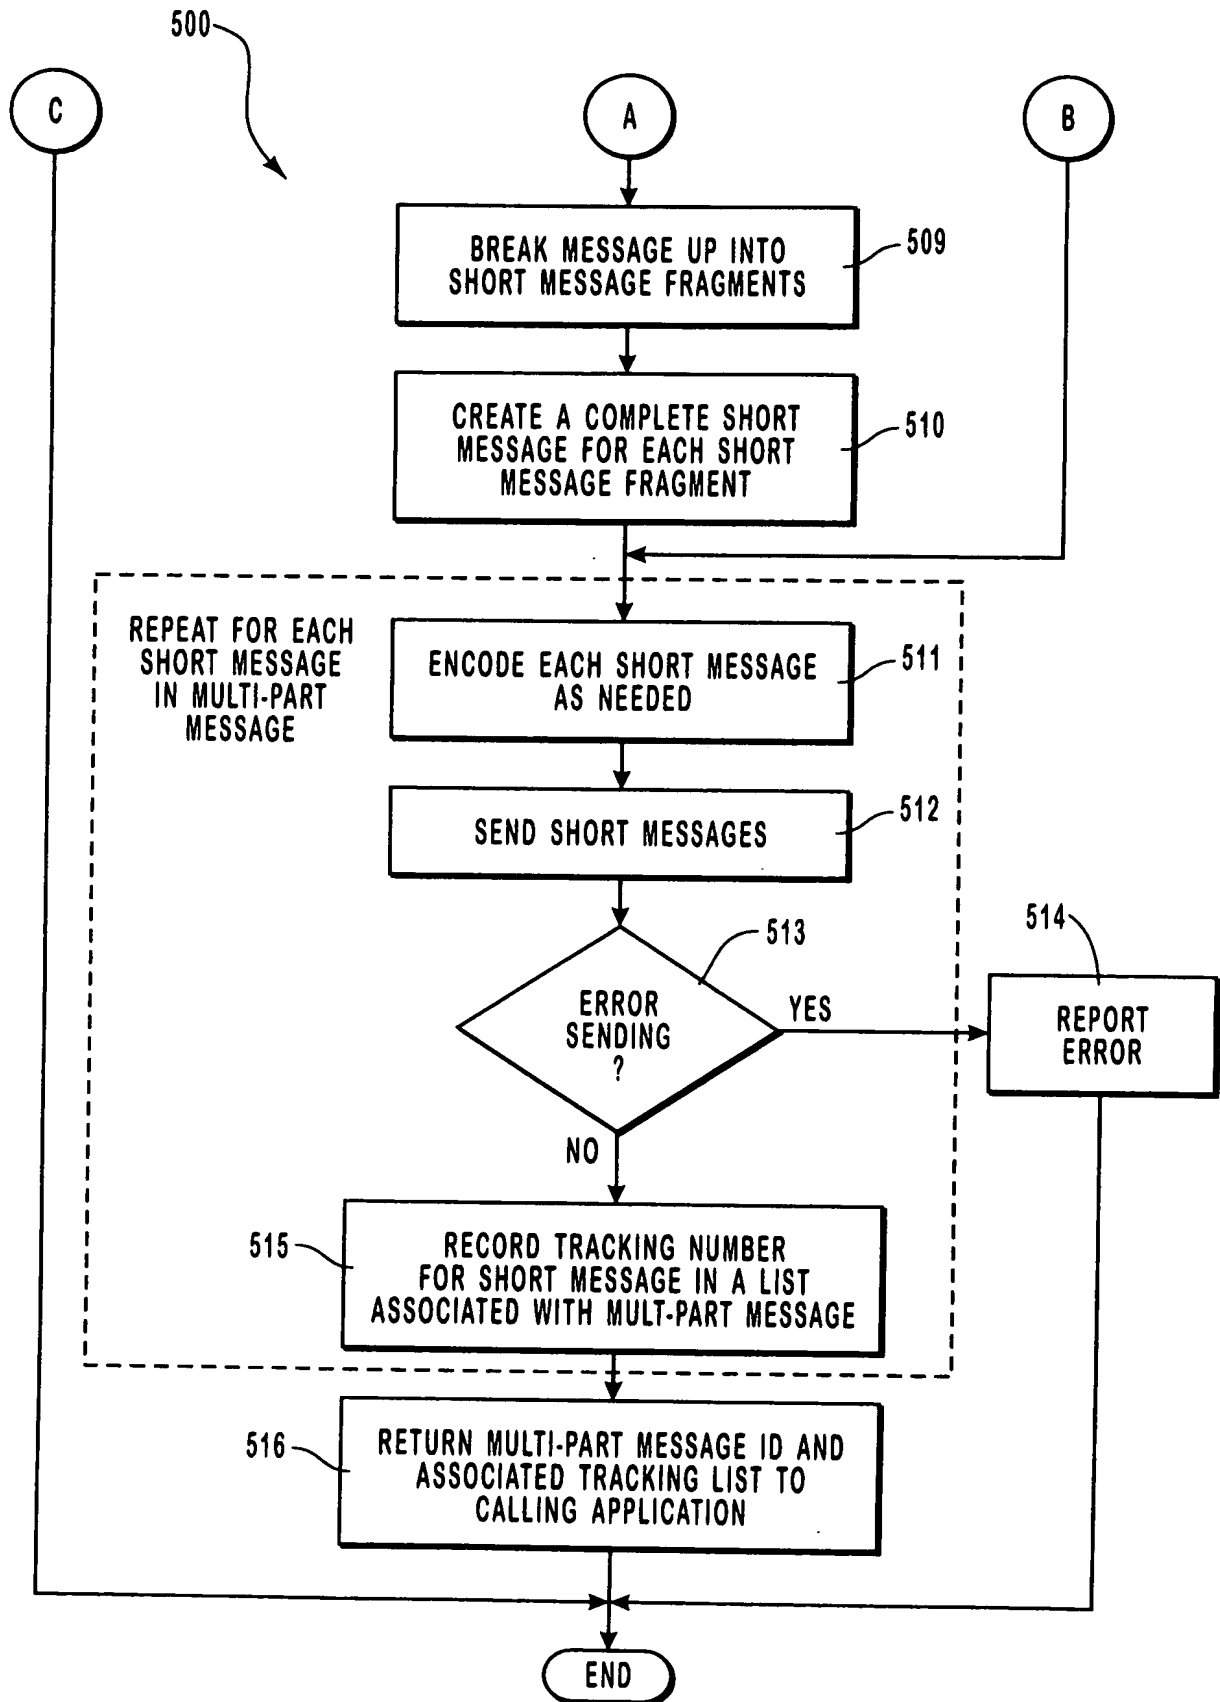 500
C
A
B
BREAK MESSAGE UP INTO
SHORT MESSAGE FRAGMENTS
509
CREATE A COMPLETE SHORT
MESSAGE FOR EACH SHORT
MESSAGE FRAGMENT
510
REPEAT FOR EACH
SHORT MESSAGE
IN MULTI-PART
MESSAGE
ENCODE EACH SHORT MESSAGE
AS NEEDED
511
SEND SHORT MESSAGES
512
513
ERROR
SENDING
?
YES
514
REPORT
ERROR
NO
515
RECORD TRACKING NUMBER
FOR SHORT MESSAGE IN A LIST
ASSOCIATED WITH MULT-PART MESSAGE
516
RETURN MULTI-PART MESSAGE ID AND
ASSOCIATED TRACKING LIST TO
CALLING APPLICATION
END